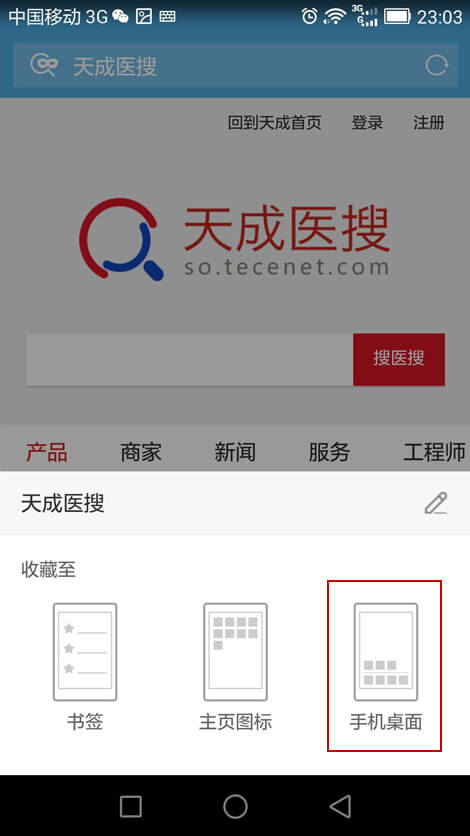 中国移动 3G 3G G 23:03
天成医搜
回到天成首页 登录 注册
天成医搜
so.tecenet.com
搜医搜
产品 商家 新闻 服务 工程师
天成医搜
收藏至
书签 主页图标 手机桌面